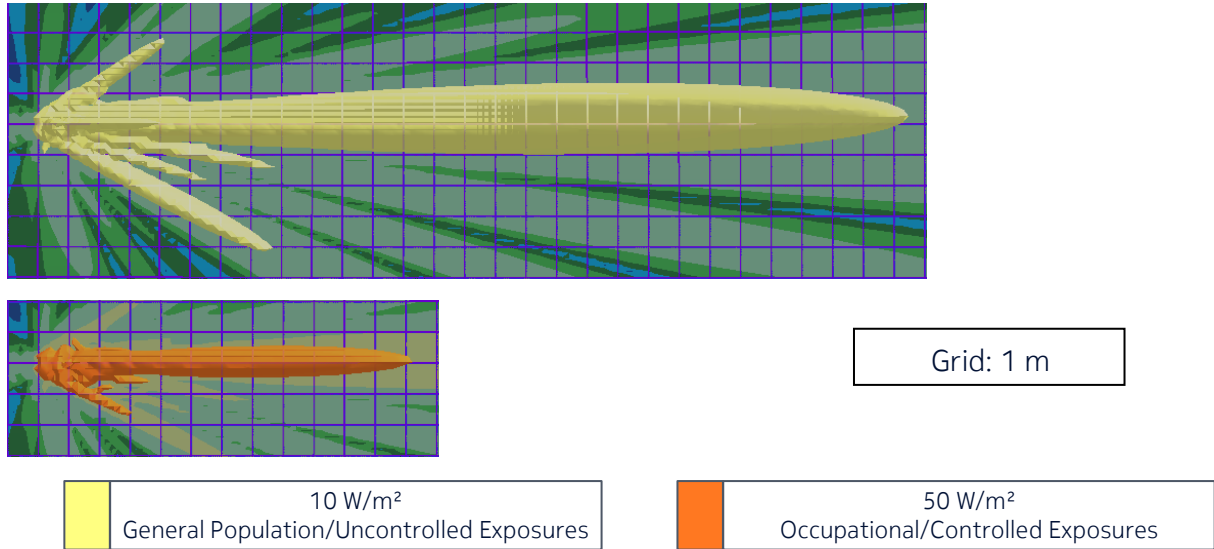 Grid: 1 m
10 W/m²
General Population/Uncontrolled Exposures
50 W/m²
Occupational/Controlled Exposures